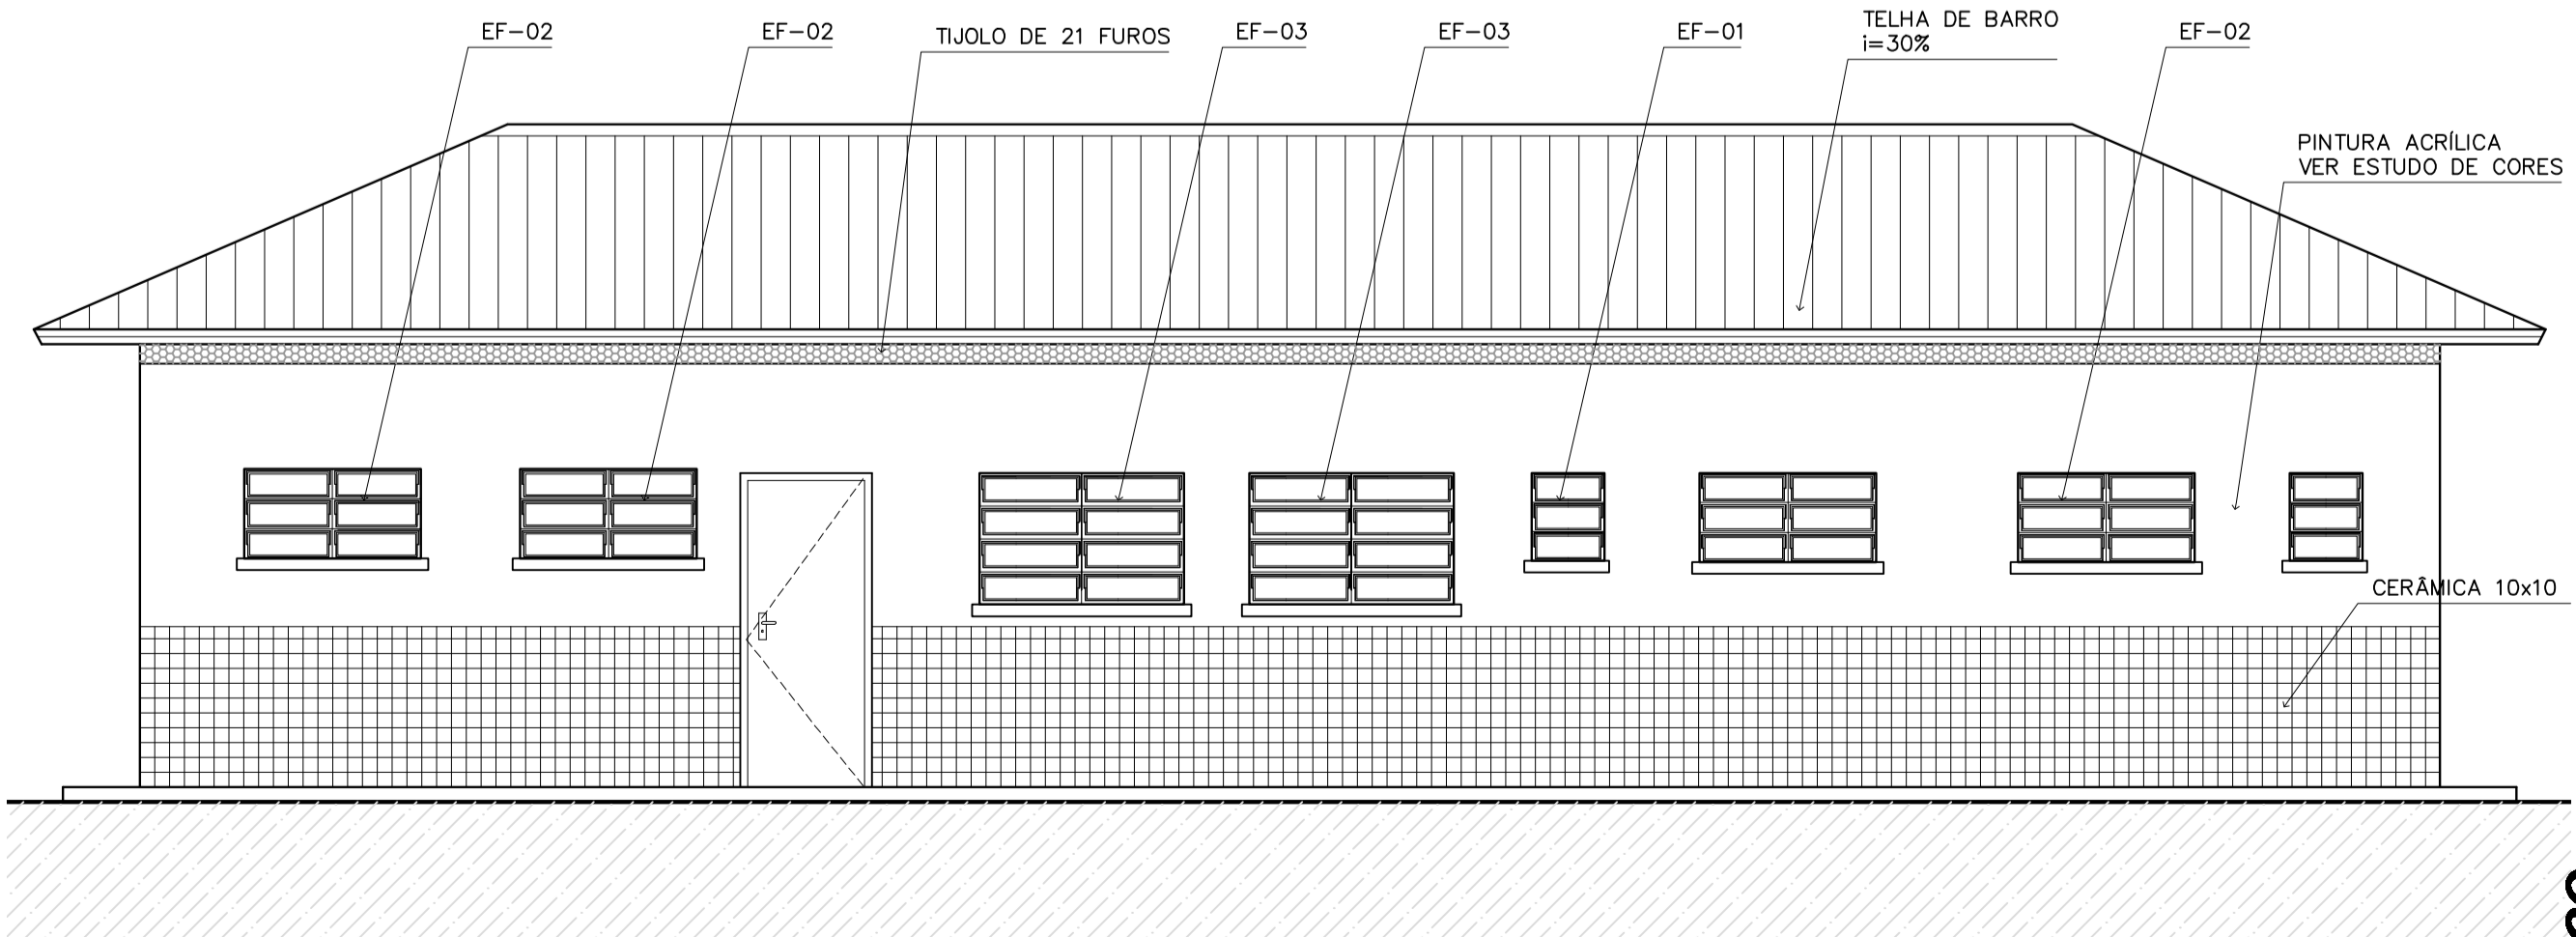 EF-02
EF-02
TIJOLO DE 21 FUROS
EF-03
EF-03
EF-01
TELHA DE BARRO
i=30%
EF-02
PINTURA ACRÍLICA
VER ESTUDO DE CORES
CERÂMICA 10x10